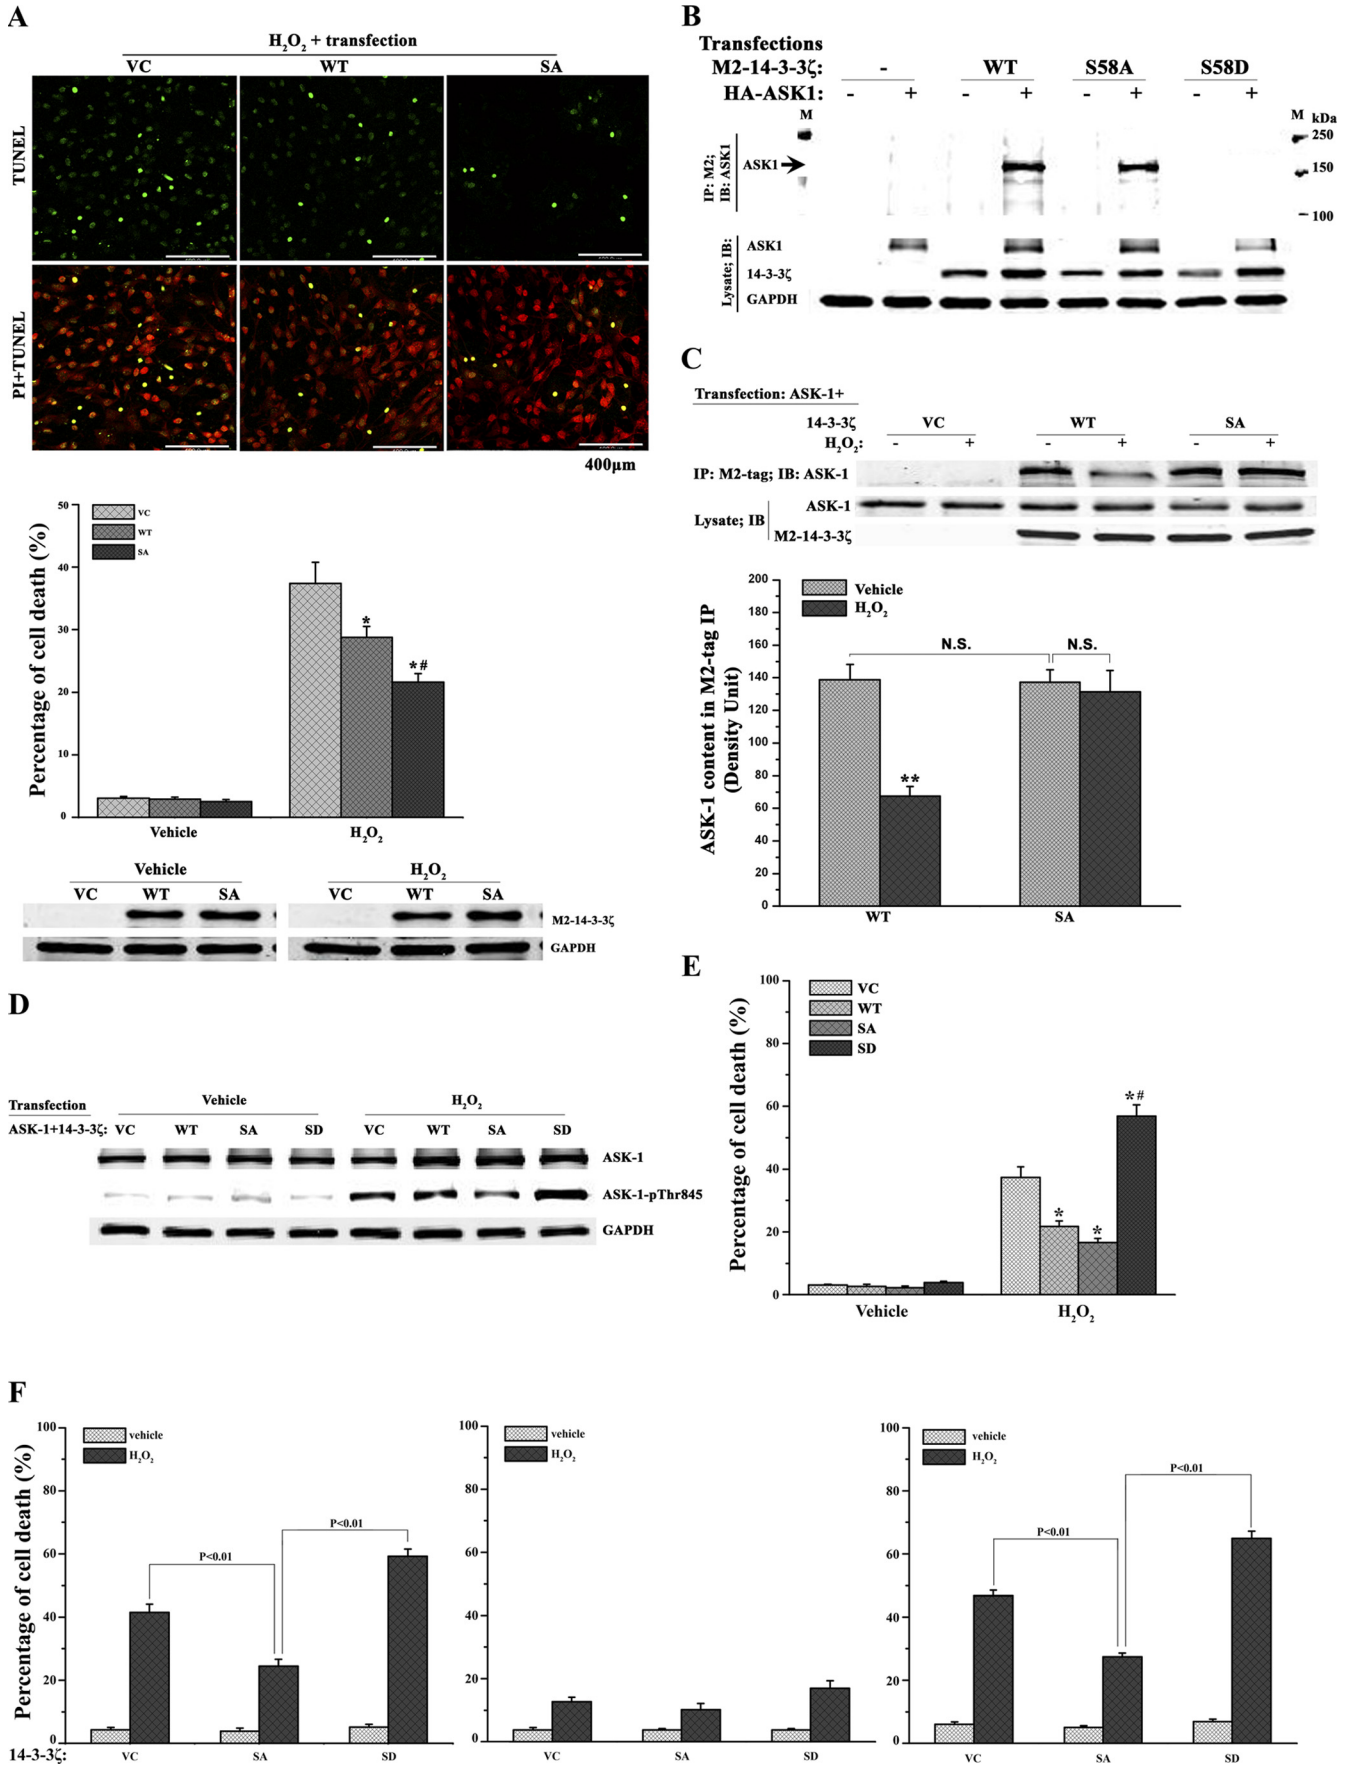 A
H₂O₂ + transfection
VC WT SA
TUNEL
PI+TUNEL
400μm
Percentage of cell death (%)
50
40
30
20
10
0
VC
WT
SA
*
*#
Vehicle H₂O₂
Vehicle H₂O₂
VC WT SA VC WT SA
M2-14-3-3ζ
GAPDH
B
Transfections
M2-14-3-3ζ: - WT S58A S58D
HA-ASK1: - + - + - + - +
M M kDa
250
150
100
IP: M2;
IB: ASK1
ASK1
Lysate; IB:
ASK1
14-3-3ζ
GAPDH
C
Transfection: ASK-1+
14-3-3ζ VC WT SA
H₂O₂: - + - + - +
IP: M2-tag; IB: ASK-1
Lysate; IB
ASK-1
M2-14-3-3ζ
ASK-1 content in M2-tag IP
(Density Unit)
200
180
160
140
120
100
80
60
40
20
0
Vehicle
H₂O₂
N.S. N.S.
**
WT SA
D
Transfection Vehicle H₂O₂
ASK-1+14-3-3ζ: VC WT SA SD VC WT SA SD
ASK-1
ASK-1-pThr845
GAPDH
E
Percentage of cell death (%)
100
80
60
40
20
0
VC
WT
SA
SD
*
*
*#
Vehicle H₂O₂
F
Percentage of cell death (%)
100
80
60
40
20
0
vehicle
H₂O₂
P<0.01
P<0.01
14-3-3ζ: VC SA SD
100
80
60
40
20
0
vehicle
H₂O₂
VC SA SD
100
80
60
40
20
0
vehicle
H₂O₂
P<0.01
P<0.01
VC SA SD